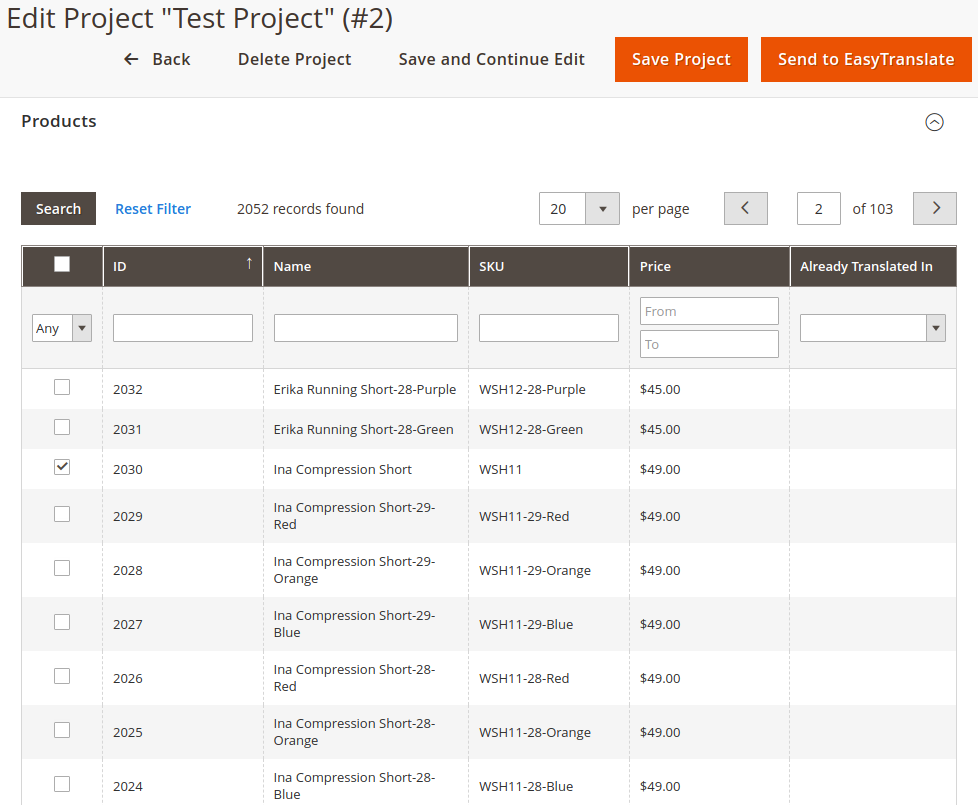 Edit Project "Test Project" (#2)
← Back Delete Project Save and Continue Edit Save Project Send to EasyTranslate
Products
Search Reset Filter 2052 records found 20 per page 2 of 103
ID ↑ Name SKU Price Already Translated In
Any From
To
2032 Erika Running Short-28-Purple WSH12-28-Purple $45.00
2031 Erika Running Short-28-Green WSH12-28-Green $45.00
2030 Ina Compression Short WSH11 $49.00
2029 Ina Compression Short-29-
Red WSH11-29-Red $49.00
2028 Ina Compression Short-29-
Orange WSH11-29-Orange $49.00
2027 Ina Compression Short-29-
Blue WSH11-29-Blue $49.00
2026 Ina Compression Short-28-
Red WSH11-28-Red $49.00
2025 Ina Compression Short-28-
Orange WSH11-28-Orange $49.00
2024 Ina Compression Short-28-
Blue WSH11-28-Blue $49.00